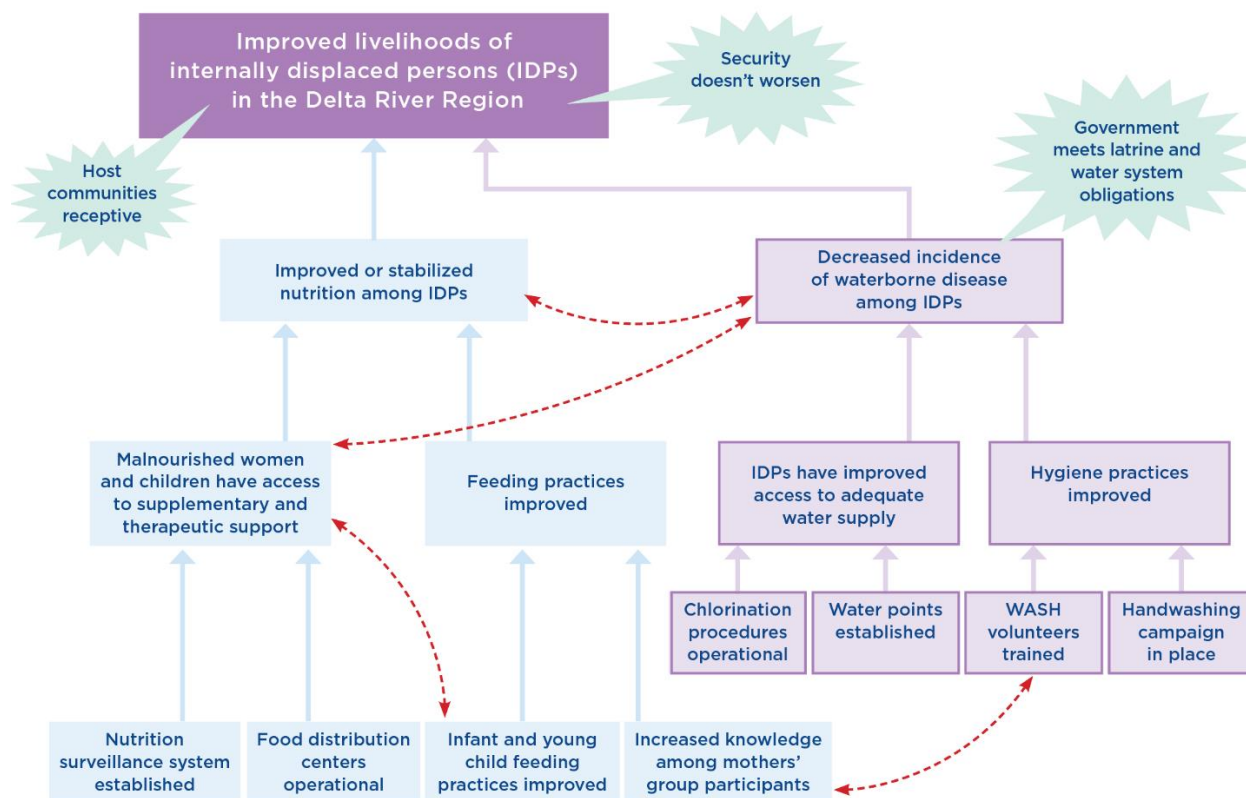 Improved livelihoods of
internally displaced persons (IDPs)
in the Delta River Region
Security
doesn't worsen
Host
communities
receptive
Government
meets latrine and
water system
obligations
Improved or stabilized
nutrition among IDPs
Decreased incidence
of waterborne disease
among IDPs
Malnourished women
and children have access
to supplementary and
therapeutic support
Feeding practices
improved
IDPs have improved
access to adequate
water supply
Hygiene practices
improved
Chlorination
procedures
operational
Water points
established
WASH
volunteers
trained
Handwashing
campaign
in place
Nutrition
surveillance system
established
Food distribution
centers
operational
Infant and young
child feeding
practices improved
Increased knowledge
among mothers'
group participants